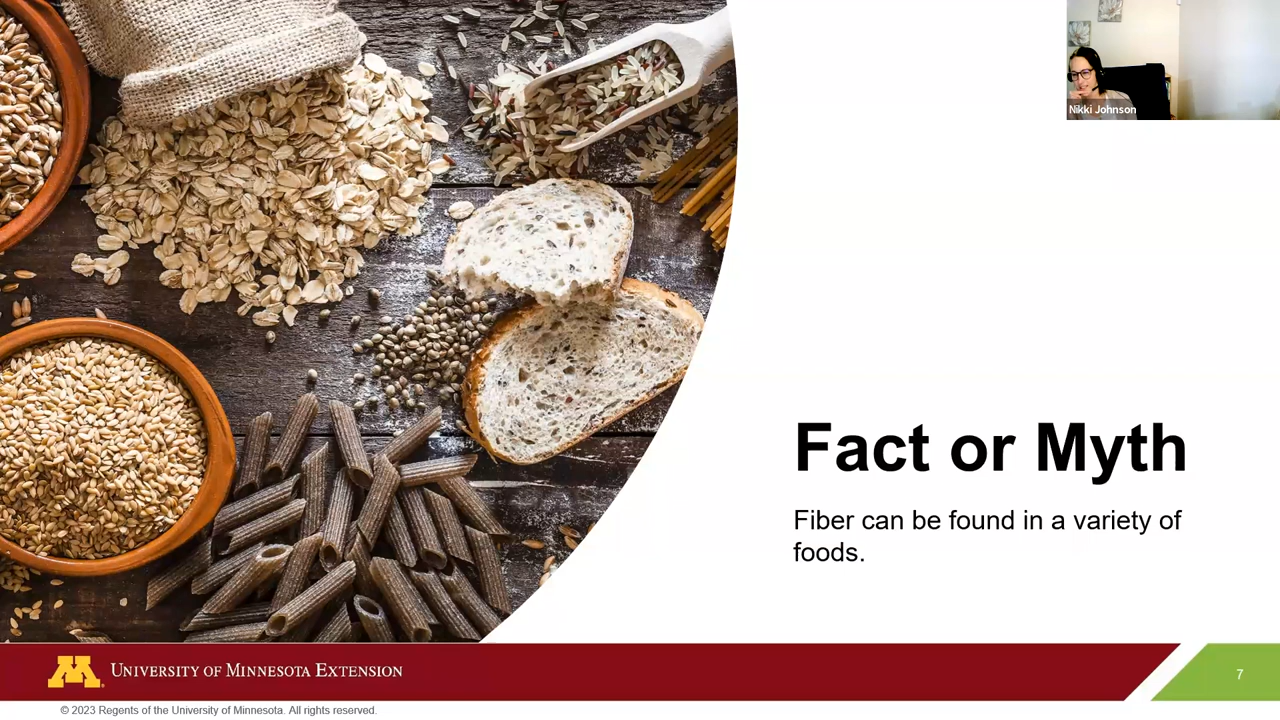 Nikki Johnson
Fact or Myth
Fiber can be found in a variety of
foods.
UNIVERSITY OF MINNESOTA EXTENSION
7
© 2023 Regents of the University of Minnesota. All rights reserved.